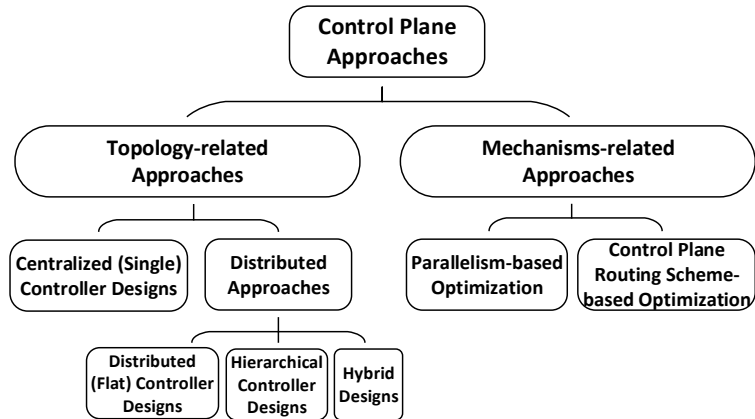 Control Plane
Approaches
Topology-related
Approaches
Mechanisms-related
Approaches
Centralized (Single)
Controller Designs
Distributed
Approaches
Parallelism-based
Optimization
Control Plane
Routing Scheme-
based Optimization
Distributed
(Flat) Controller
Designs
Hierarchical
Controller
Designs
Hybrid
Designs